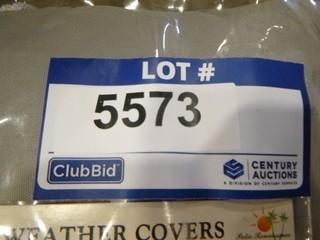 LOT #
5573
ClubBid
CENTURY
AUCTIONS
A DIVISION OF CENTURY SERVICES
WEATHER COVERS